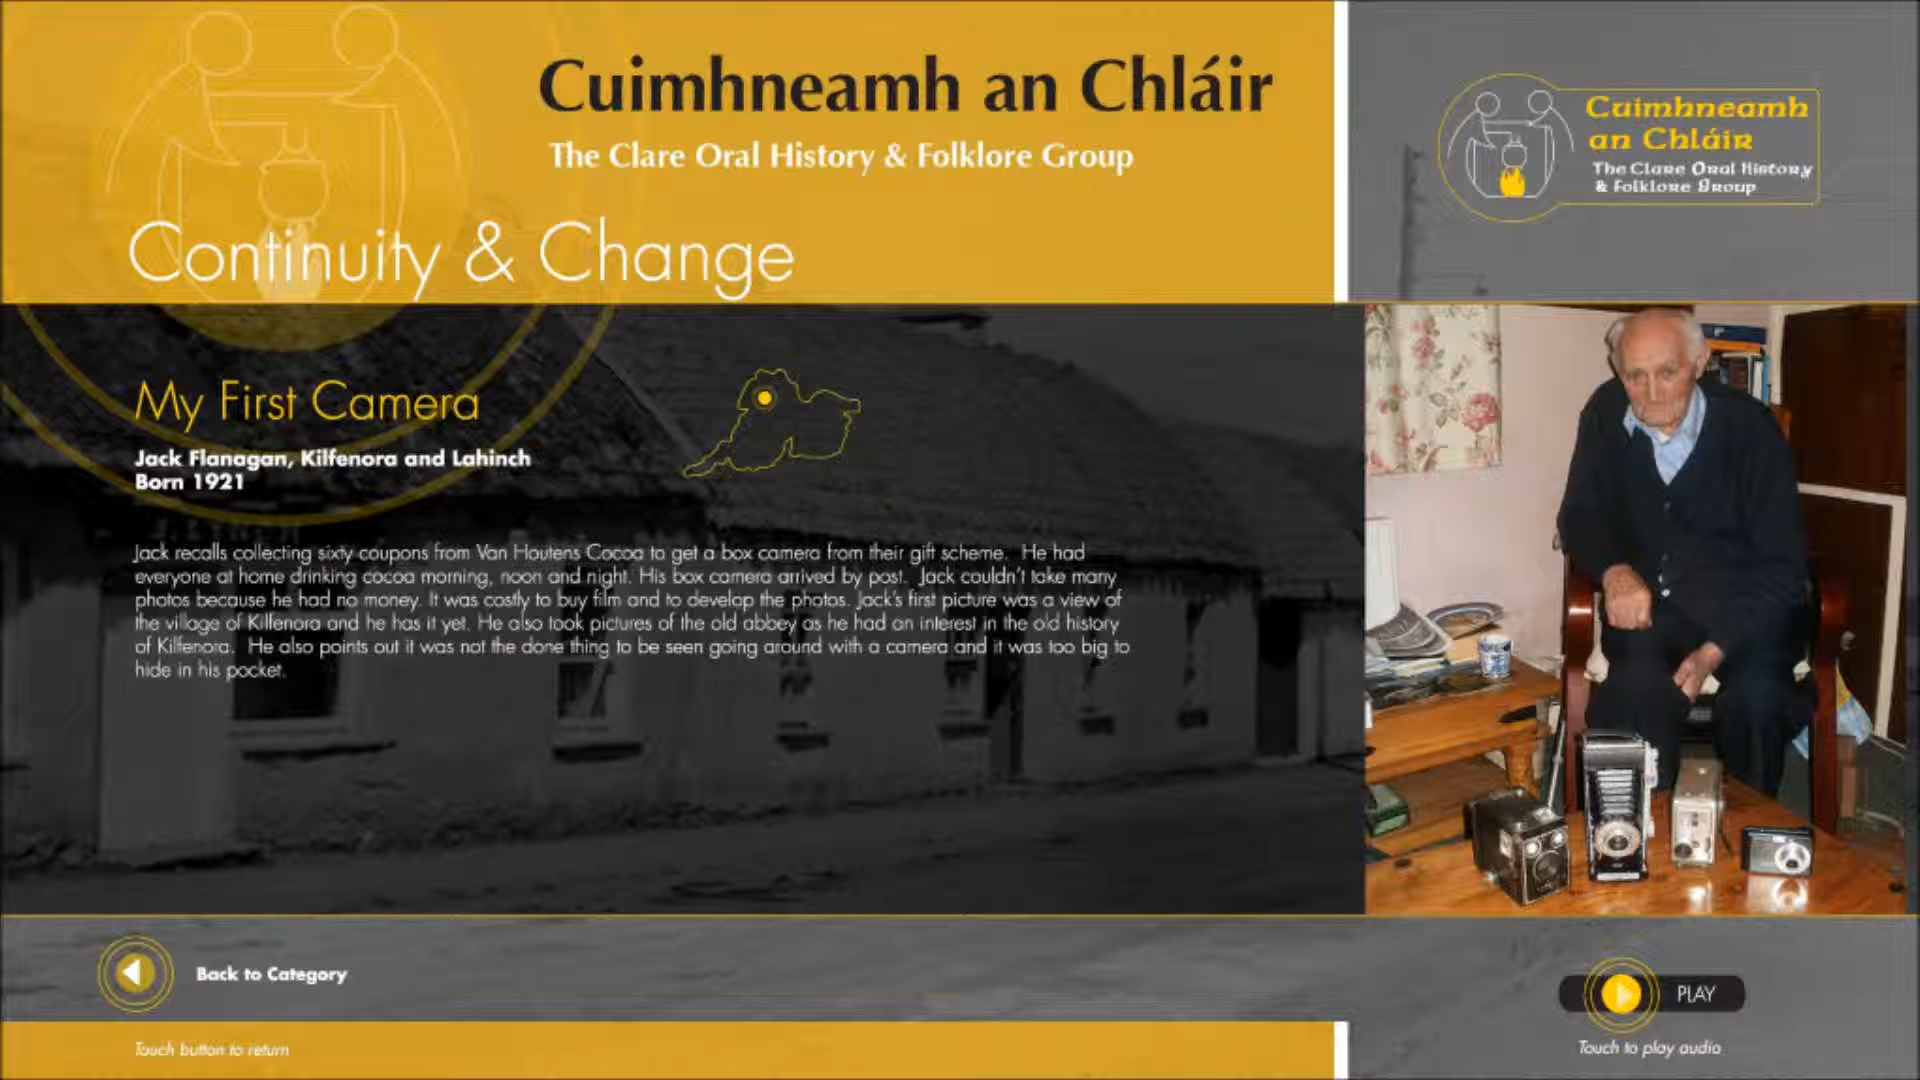 Cuimhneamh an Chláir
The Clare Oral History & Folklore Group
Continuity & Change
Cuimhneamh
an Chláir
The Clare Oral History
& Folklore Group
My First Camera
Jack Flanagan, Kilfenora and Lahinch
Born 1921
Jack recalls collecting sixty coupons from Van Houtens Cocoa to get a box camera from their gift scheme. He had
everyone at home drinking cocoa morning, noon and night. His box camera arrived by post. Jack couldn't take many
photos because he had no money. It was costly to buy film and to develop the photos. Jack's first picture was a view of
the village of Kilfenora and he has it yet. He also took pictures of the old abbey as he had an interest in the old history
of Kilfenora. He also points out it was not the done thing to be seen going around with a camera and it was too big to
hide in his pocket.
Back to Category
PLAY
Touch button to return
Touch to play audio